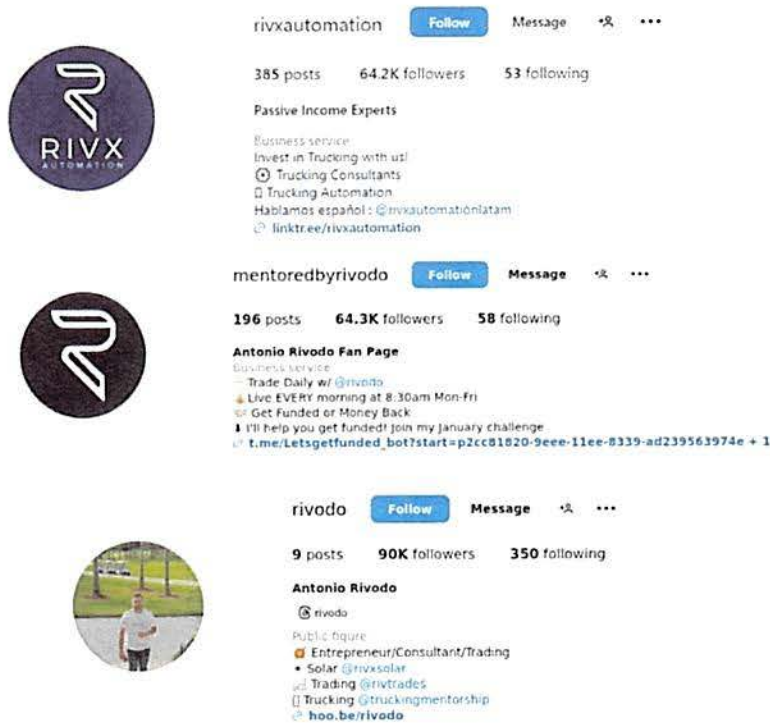 rivxautomation Follow Message ...
385 posts 64.2K followers 53 following
Passive Income Experts
Business service
Invest in Trucking with us!
Trucking Consultants
Trucking Automation
Hablamos español : @rivxautomationlatam
linktr.ee/rivxautomation
RIVX
AUTOMATION
mentoredbyrivodo Follow Message ...
196 posts 64.3K followers 58 following
Antonio Rivodo Fan Page
Business service
Trade Daily w/ @rivodo
Live EVERY morning at 8:30am Mon-Fri
Get Funded or Money Back
I'll help you get funded! Join my January challenge
t.me/Letsgetfunded_bot?start=p2cc81820-9eee-11ee-8339-ad239563974e + 1
rivodo Follow Message ...
9 posts 90K followers 350 following
Antonio Rivodo
rivodo
Public figure
Entrepreneur/Consultant/Trading
• Solar @rivxsolar
Trading @rivtrades
Trucking @truckingmentorship
hoo.be/rivodo